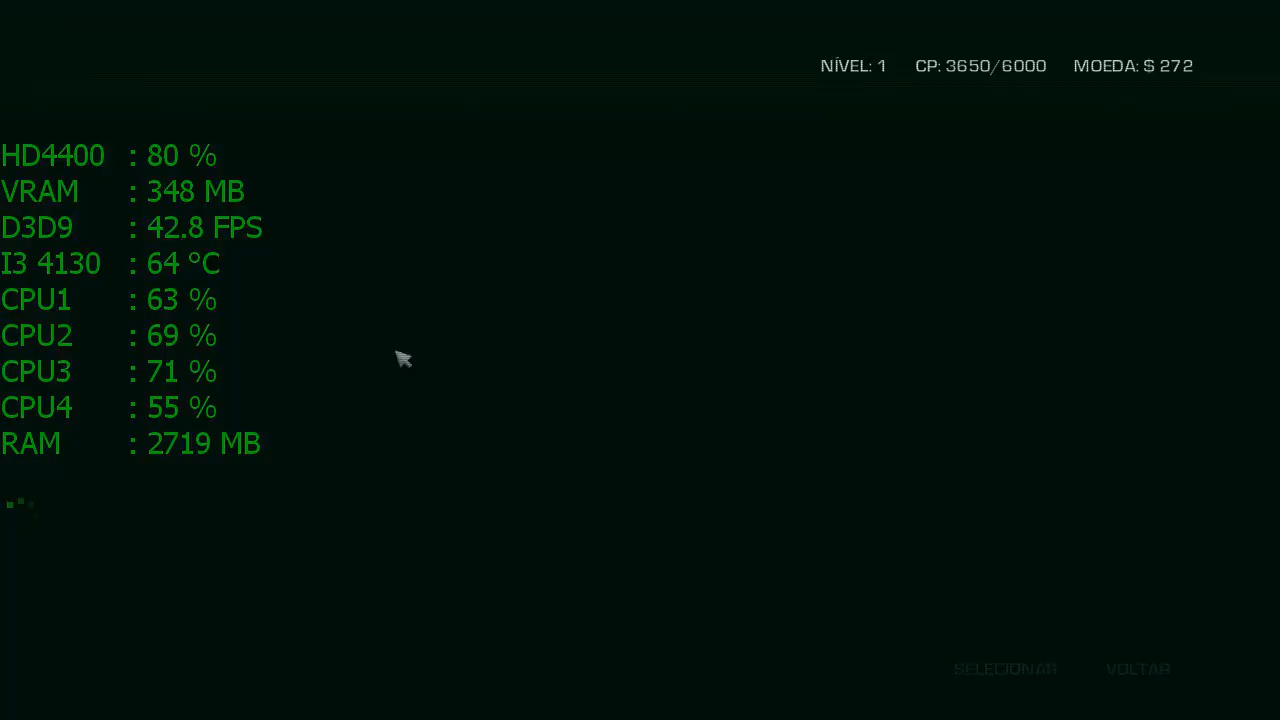 NÍVEL: 1 CP: 3650/6000 MOEDA: $ 272
HD4400 : 80 %
VRAM : 348 MB
D3D9 : 42.8 FPS
I3 4130 : 64 °C
CPU1 : 63 %
CPU2 : 69 %
CPU3 : 71 %
CPU4 : 55 %
RAM : 2719 MB
SELECIONAR VOLTAR